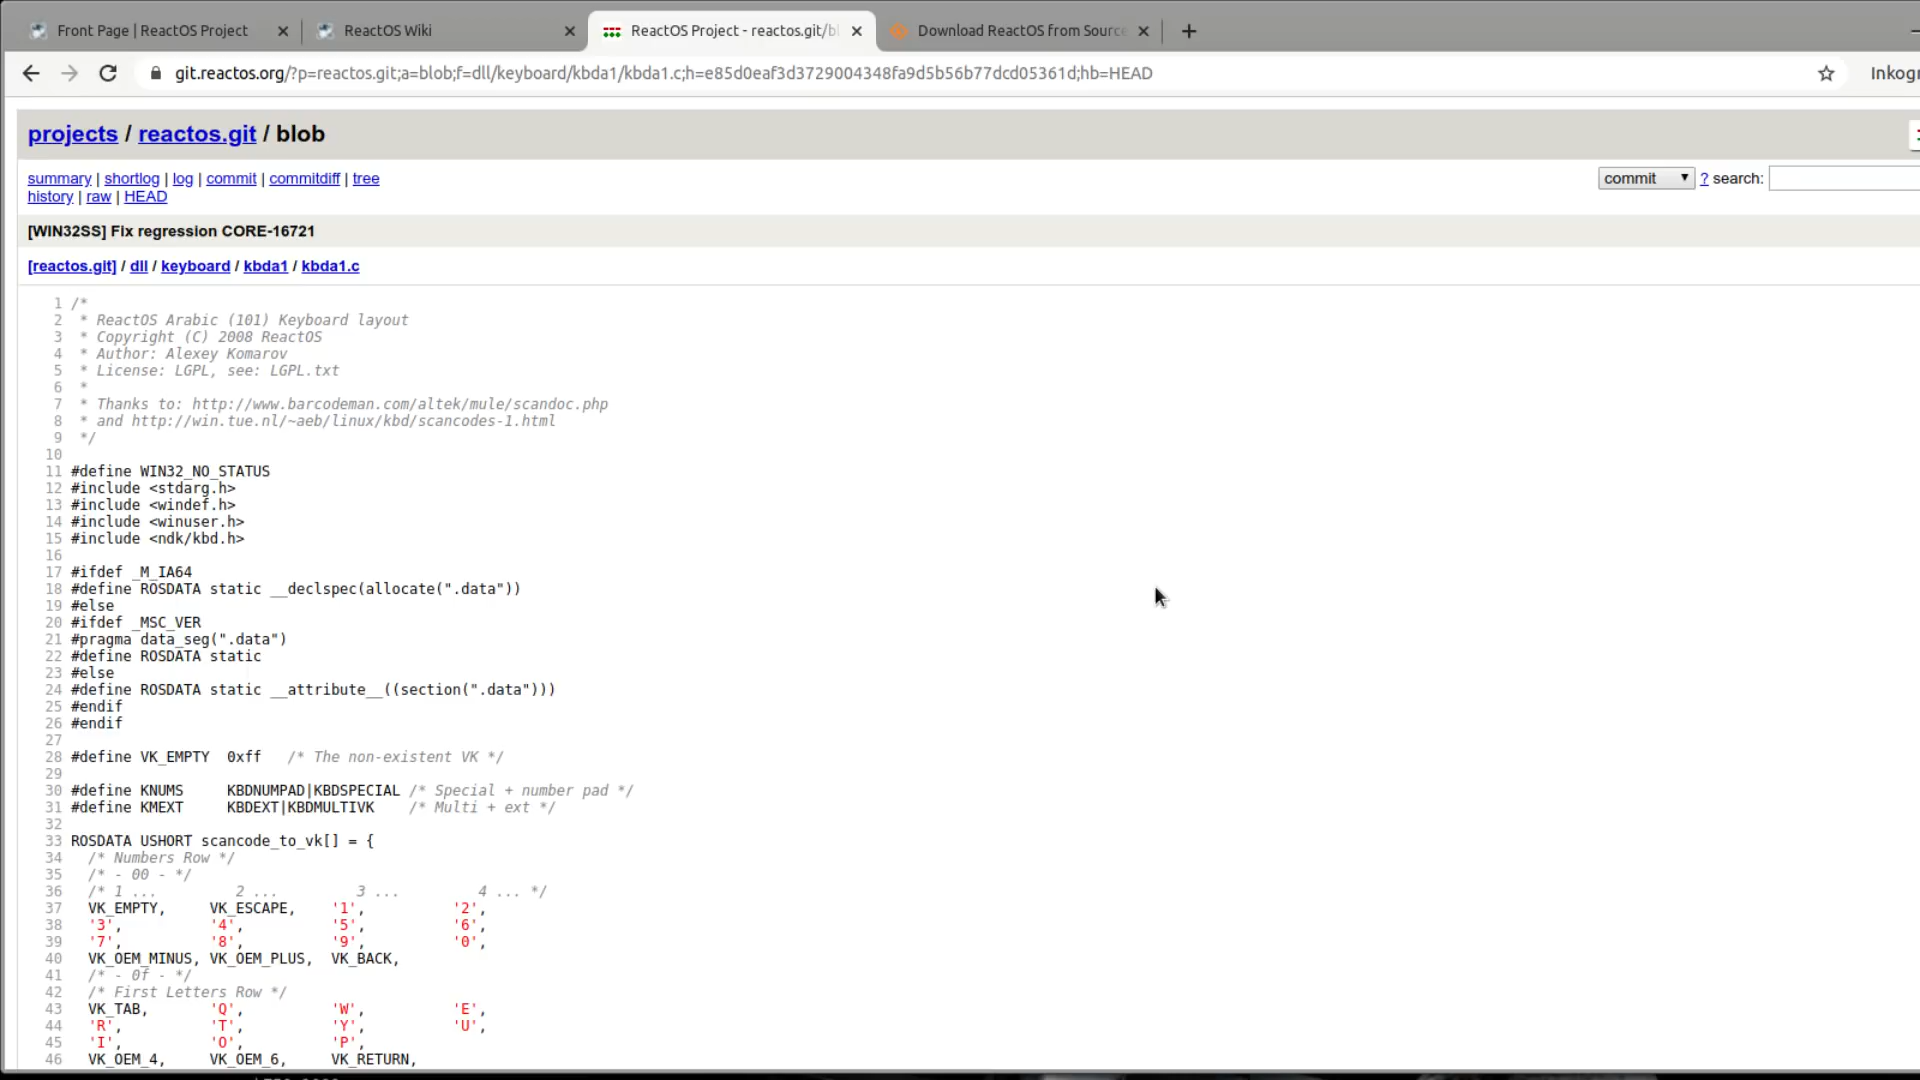 Front Page | ReactOS Project
ReactOS Wiki
ReactOS Project - reactos.git/bl
Download ReactOS from Source
git.reactos.org/?p=reactos.git;a=blob;f=dll/keyboard/kbda1/kbda1.c;h=e85d0eaf3d3729004348fa9d5b56b77dcd05361d;hb=HEAD
Inkogn
projects / reactos.git / blob
summary | shortlog | log | commit | commitdiff | tree
commit ? search:
history | raw | HEAD
[WIN32SS] Fix regression CORE-16721
[reactos.git] / dll / keyboard / kbda1 / kbda1.c
1 /*
2  * ReactOS Arabic (101) Keyboard layout
3  * Copyright (C) 2008 ReactOS
4  * Author: Alexey Komarov
5  * License: LGPL, see: LGPL.txt
6  *
7  * Thanks to: http://www.barcodeman.com/altek/mule/scandoc.php
8  * and http://win.tue.nl/~aeb/linux/kbd/scancodes-1.html
9  */
10
11 #define WIN32_NO_STATUS
12 #include <stdarg.h>
13 #include <windef.h>
14 #include <winuser.h>
15 #include <ndk/kbd.h>
16
17 #ifdef _M_IA64
18 #define ROSDATA static __declspec(allocate(".data"))
19 #else
20 #ifdef _MSC_VER
21 #pragma data_seg(".data")
22 #define ROSDATA static
23 #else
24 #define ROSDATA static __attribute__((section(".data")))
25 #endif
26 #endif
27
28 #define VK_EMPTY  0xff   /* The non-existent VK */
29
30 #define KNUMS     KBDNUMPAD|KBDSPECIAL /* Special + number pad */
31 #define KMEXT     KBDEXT|KBDMULTIVK    /* Multi + ext */
32
33 ROSDATA USHORT scancode_to_vk[] = {
34   /* Numbers Row */
35   /* - 00 - */
36   /* 1 ...         2 ...         3 ...         4 ... */
37   VK_EMPTY,     VK_ESCAPE,    '1',          '2',
38   '3',          '4',          '5',          '6',
39   '7',          '8',          '9',          '0',
40   VK_OEM_MINUS, VK_OEM_PLUS,  VK_BACK,
41   /* - 0f - */
42   /* First Letters Row */
43   VK_TAB,       'Q',          'W',          'E',
44   'R',          'T',          'Y',          'U',
45   'I',          'O',          'P',
46   VK_OEM_4,     VK_OEM_6,     VK_RETURN,